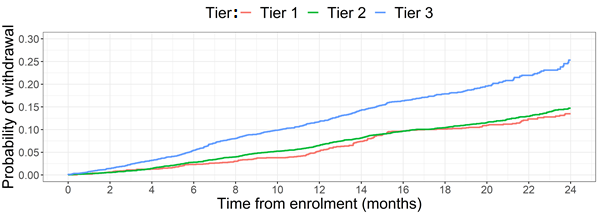 Tier: Tier 1 Tier 2 Tier 3
Probability of withdrawal
0.30
0.25
0.20
0.15
0.10
0.05
0.00
0 2 4 6 8 10 12 14 16 18 20 22 24
Time from enrolment (months)